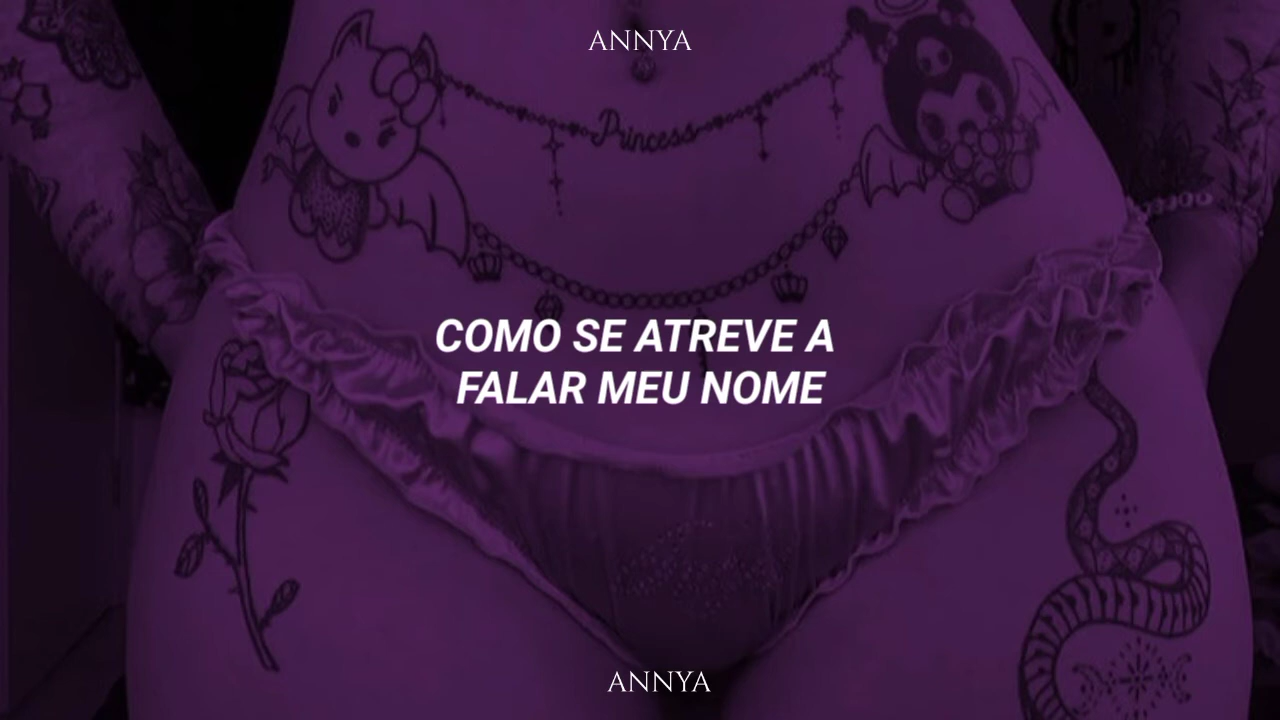 ANNYA
Princess
COMO SE ATREVE A
FALAR MEU NOME
ANNYA